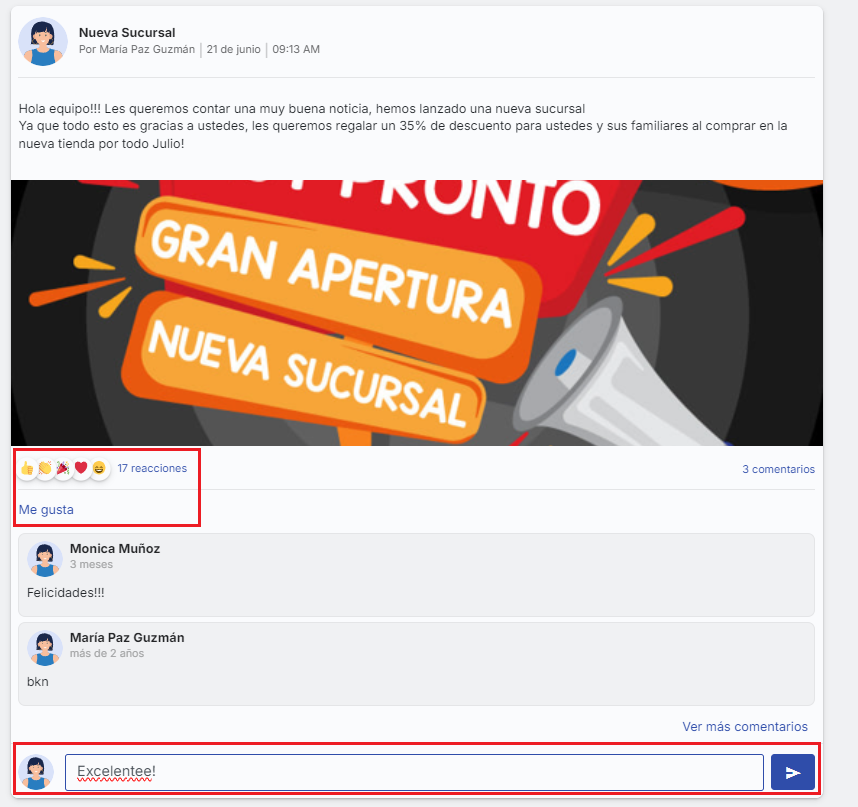 Nueva Sucursal
Por María Paz Guzmán | 21 de junio | 09:13 AM
Hola equipo!!! Les queremos contar una muy buena noticia, hemos lanzado una nueva sucursal
Ya que todo esto es gracias a ustedes, les queremos regalar un 35% de descuento para ustedes y sus familiares al comprar en la
nueva tienda por todo Julio!
PRONTO
GRAN APERTURA
NUEVA SUCURSAL
17 reacciones
3 comentarios
Me gusta
Monica Muñoz
3 meses
Felicidades!!!
María Paz Guzmán
más de 2 años
bkn
Ver más comentarios
Excelentee!